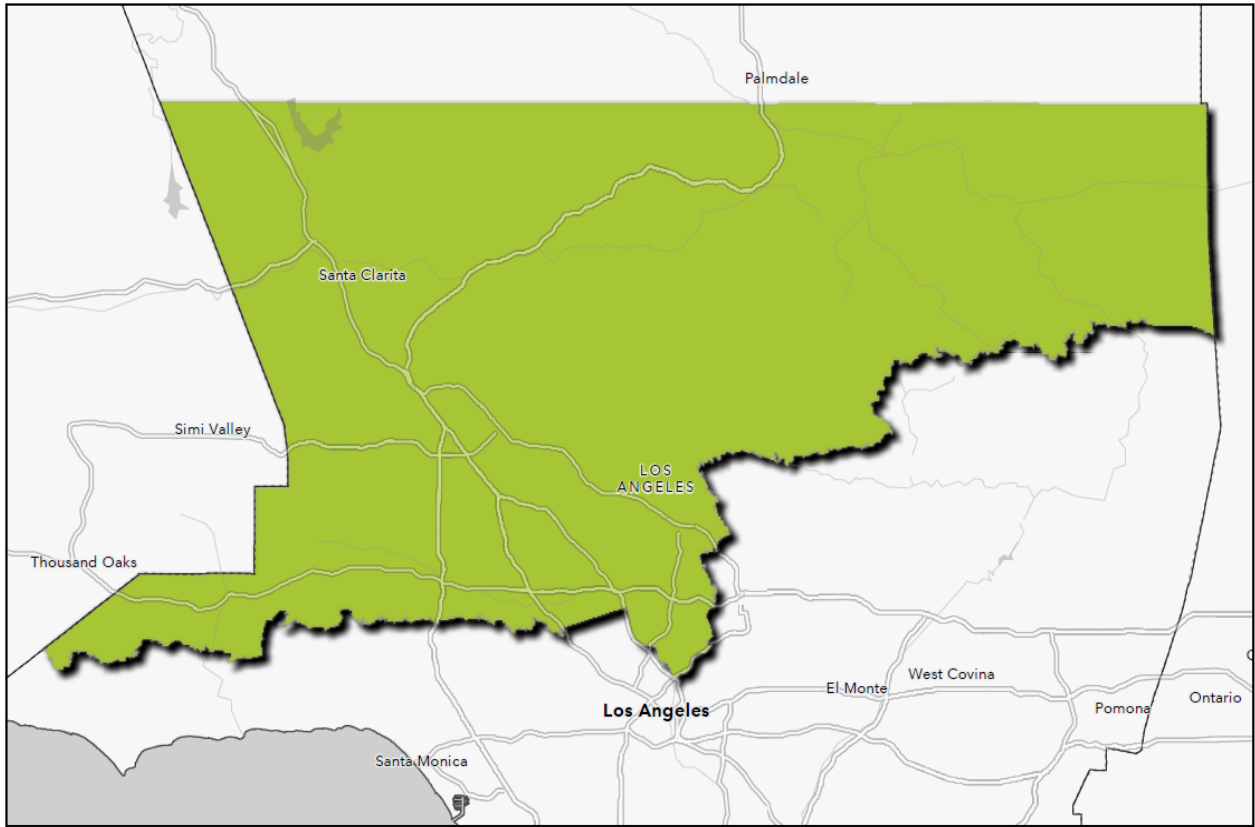 Palmdale
Santa Clarita
Simi Valley
LOS
ANGELES
Thousand Oaks
West Covina
El Monte
Ontario
Pomona
Los Angeles
Santa Monica